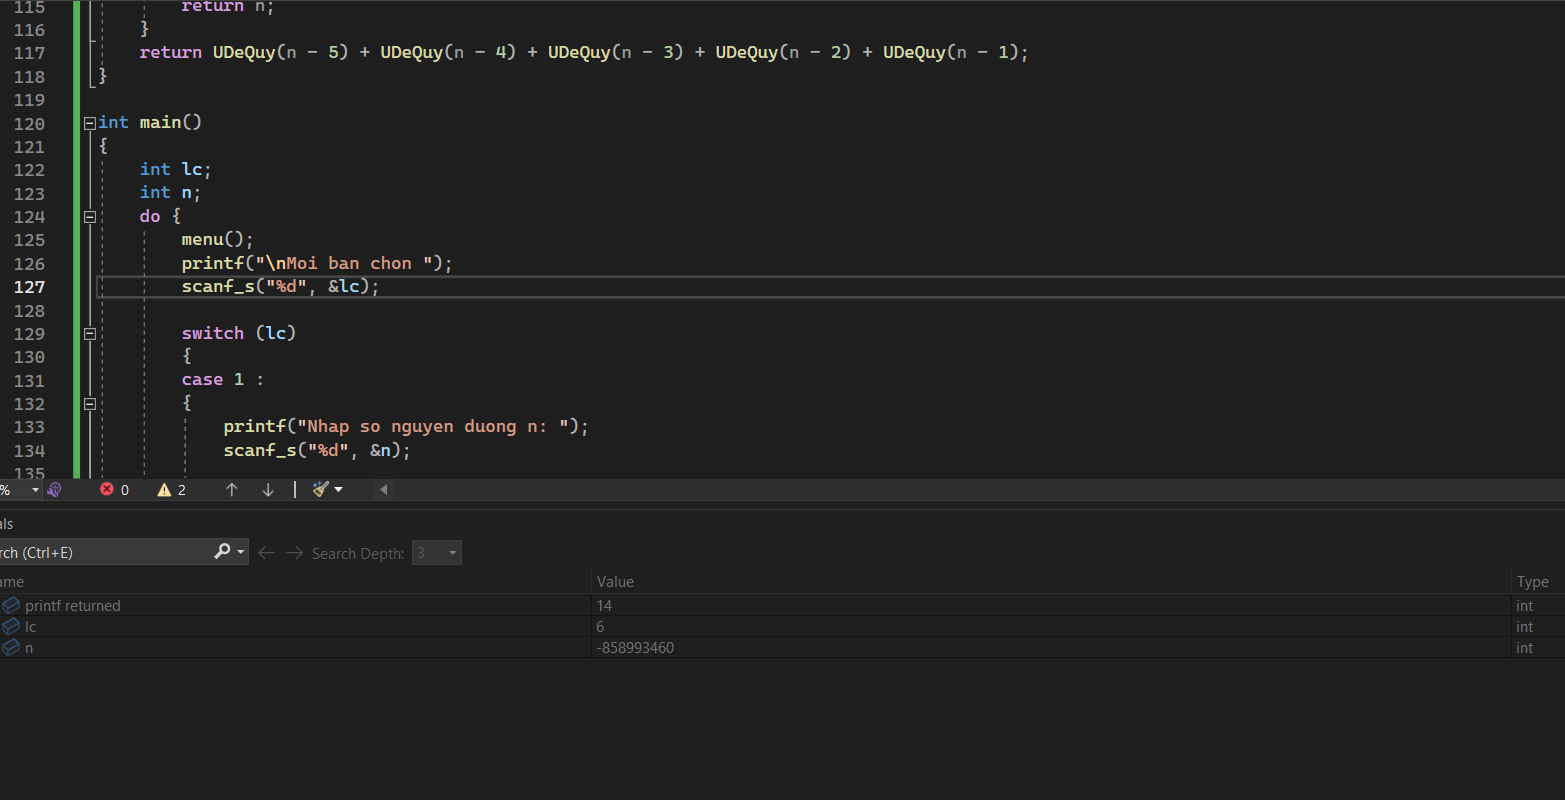 115 return n;
116 }
117 return UDeQuy(n - 5) + UDeQuy(n - 4) + UDeQuy(n - 3) + UDeQuy(n - 2) + UDeQuy(n - 1);
118 }
119
120 int main()
121 {
122 int lc;
123 int n;
124 do {
125 menu();
126 printf("\nMoi ban chon ");
127 scanf_s("%d", &lc);
128
129 switch (lc)
130 {
131 case 1 :
132 {
133 printf("Nhap so nguyen duong n: ");
134 scanf_s("%d", &n);
135
% 0 2
als
rch (Ctrl+E) Search Depth: 3
ame Value Type
printf returned 14 int
lc 6 int
n -858993460 int